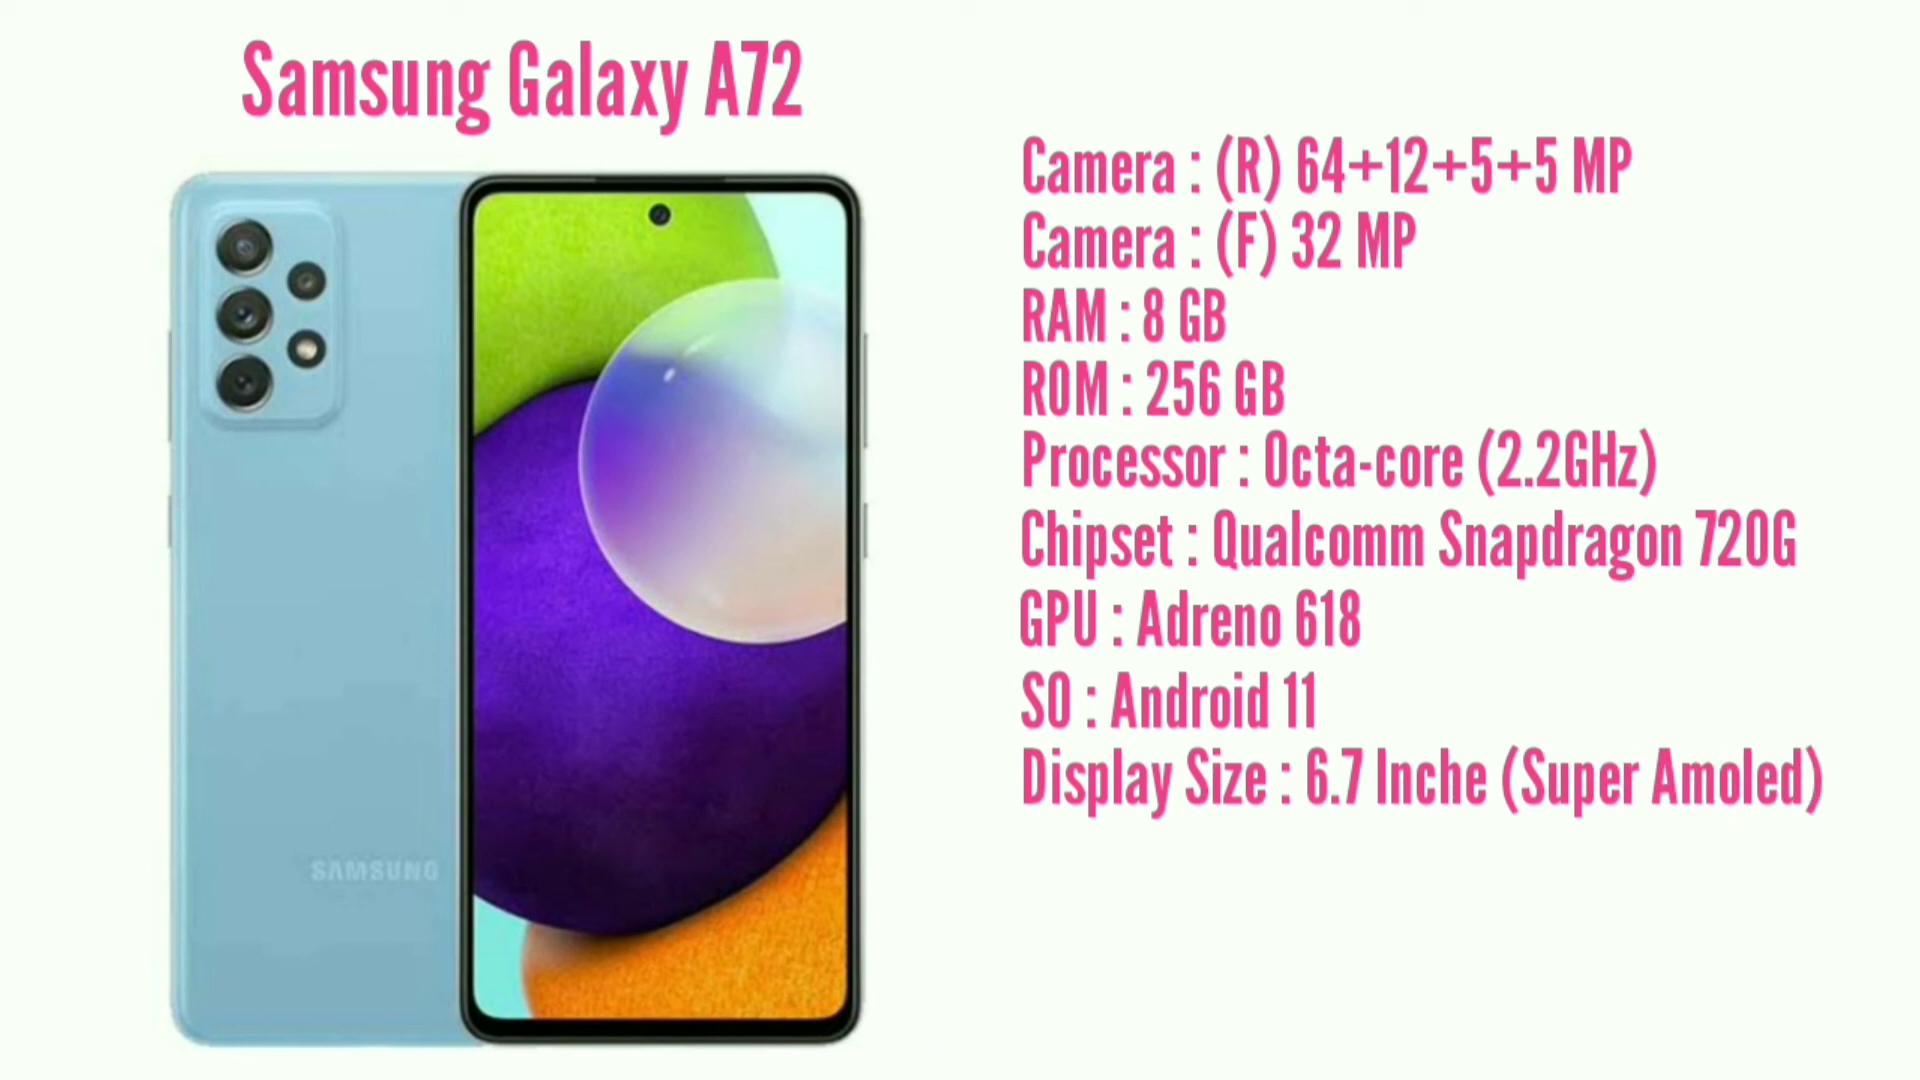 Samsung Galaxy A72
Camera : (R) 64+12+5+5 MP
Camera : (F) 32 MP
RAM : 8 GB
ROM : 256 GB
Processor : Octa-core (2.2GHz)
Chipset : Qualcomm Snapdragon 720G
GPU : Adreno 618
SO : Android 11
Display Size : 6.7 Inche (Super Amoled)
SAMSUNG